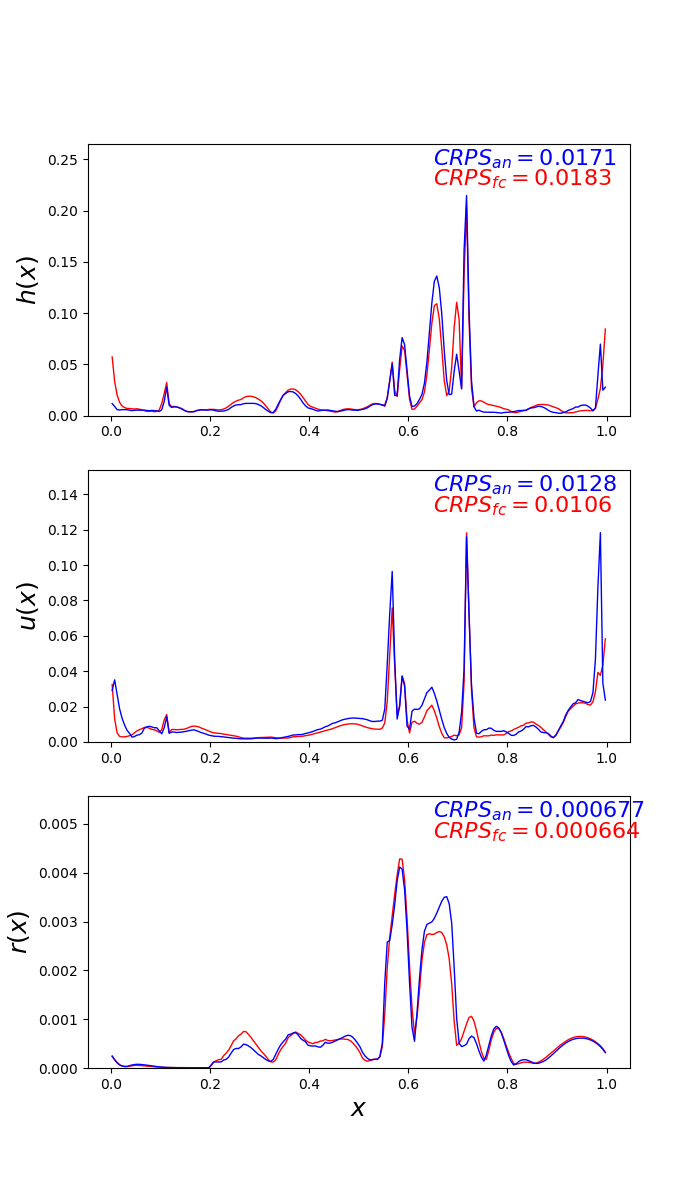 CRPS_an = 0.0171
CRPS_fc = 0.0183
0.25
0.20
0.15
0.10
0.05
0.00
h(x)
0.0 0.2 0.4 0.6 0.8 1.0
CRPS_an = 0.0128
CRPS_fc = 0.0106
0.14
0.12
0.10
0.08
0.06
0.04
0.02
0.00
u(x)
0.0 0.2 0.4 0.6 0.8 1.0
CRPS_an = 0.000677
CRPS_fc = 0.000664
0.005
0.004
0.003
0.002
0.001
0.000
r(x)
0.0 0.2 0.4 0.6 0.8 1.0
x